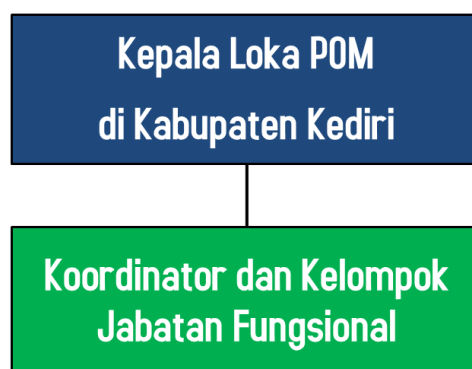 Kepala Loka POM
di Kabupaten Kediri
Koordinator dan Kelompok
Jabatan Fungsional